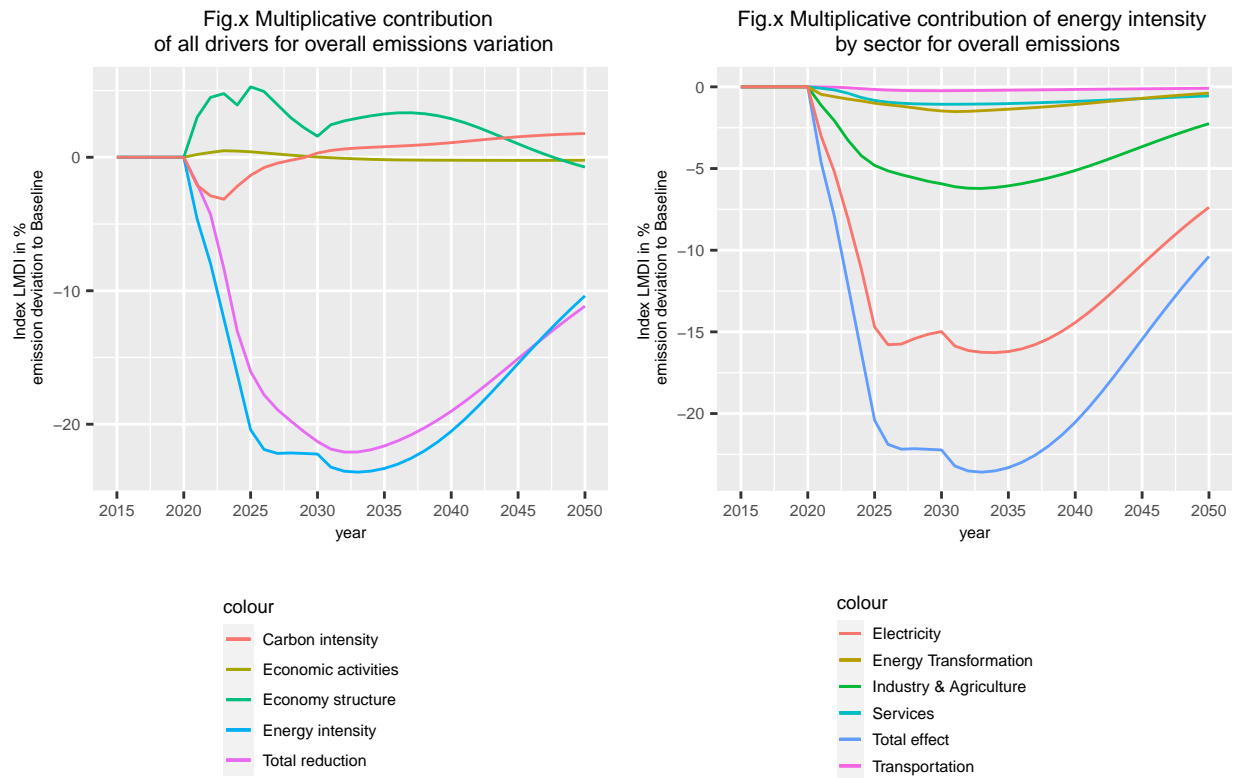 Fig.x Multiplicative contribution
of all drivers for overall emissions variation
0
−10
−20
Index LMDI in %
emission deviation to Baseline
2015 2020 2025 2030 2035 2040 2045 2050
year
colour
Carbon intensity
Economic activities
Economy structure
Energy intensity
Total reduction
Fig.x Multiplicative contribution of energy intensity
by sector for overall emissions
0
−5
−10
−15
−20
Index LMDI in %
emission deviation to Baseline
2015 2020 2025 2030 2035 2040 2045 2050
year
colour
Electricity
Energy Transformation
Industry & Agriculture
Services
Total effect
Transportation